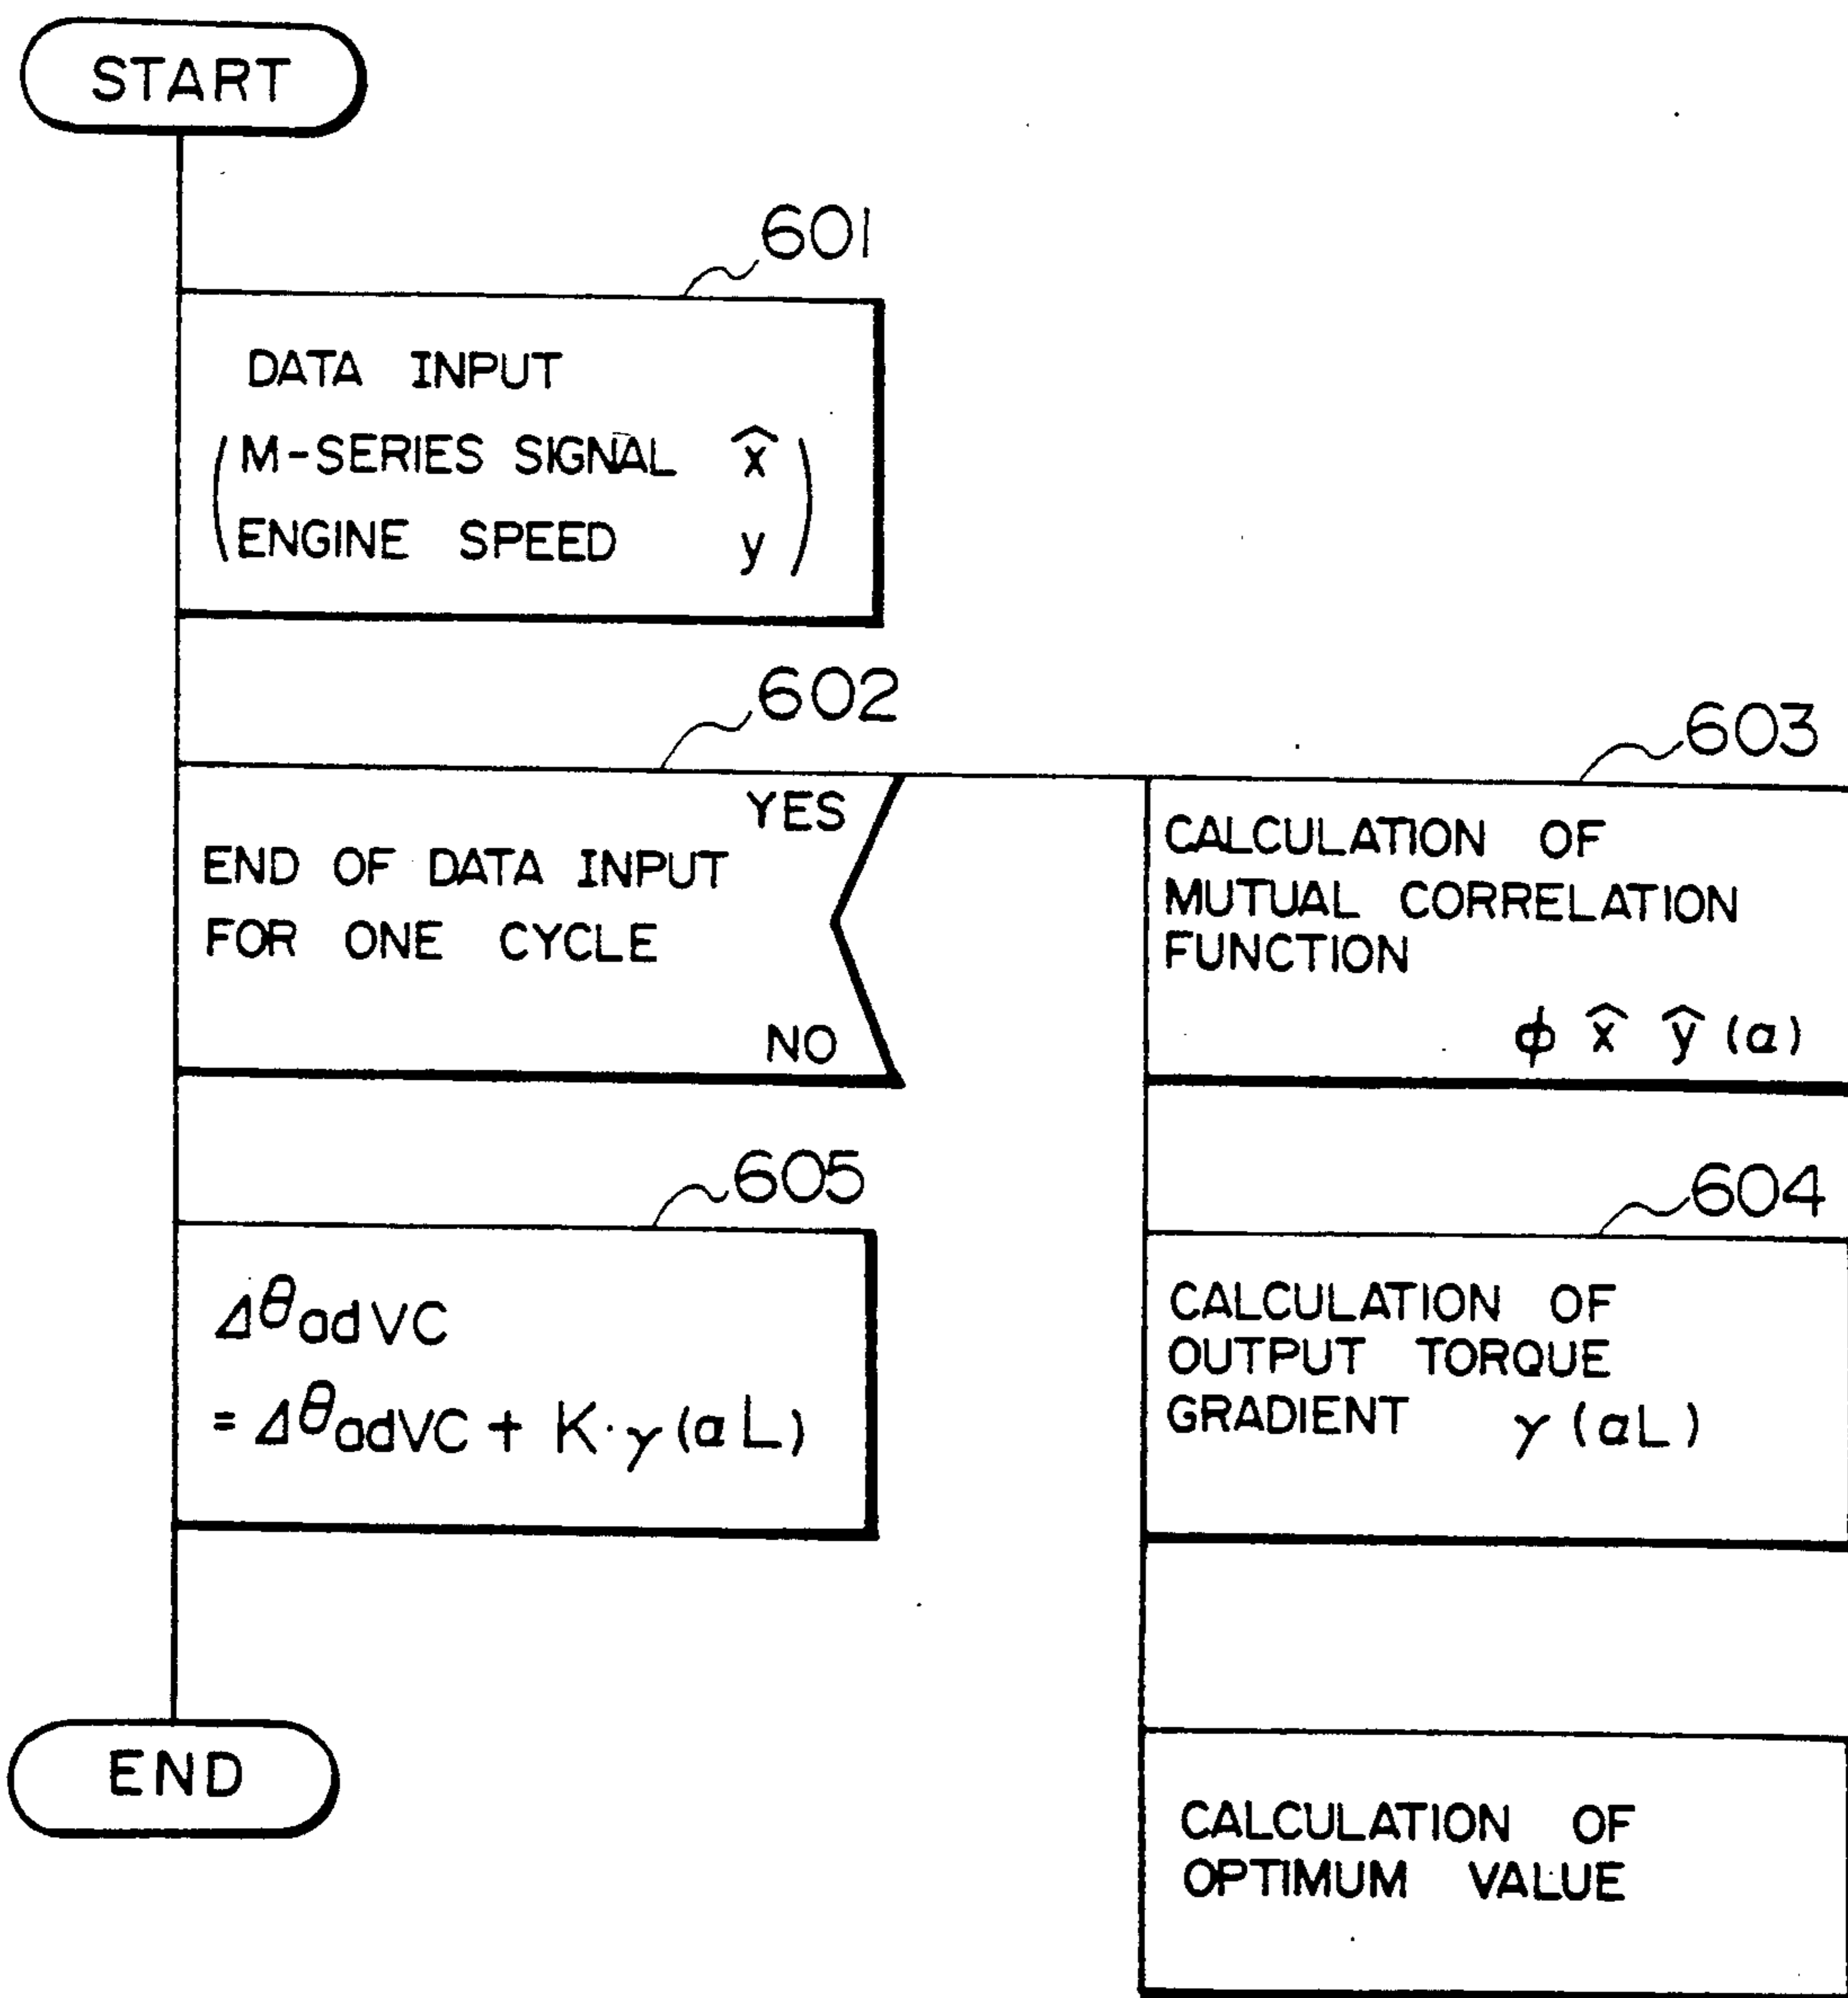 START
601
DATA INPUT
(M-SERIES SIGNAL x̂
ENGINE SPEED y)
602
YES
END OF DATA INPUT
FOR ONE CYCLE
NO
603
CALCULATION OF
MUTUAL CORRELATION
FUNCTION
ϕ x̂ ŷ (α)
605
ΔθadVC
= ΔθadVC + K·γ(αL)
604
CALCULATION OF
OUTPUT TORQUE
GRADIENT γ(αL)
END
CALCULATION OF
OPTIMUM VALUE